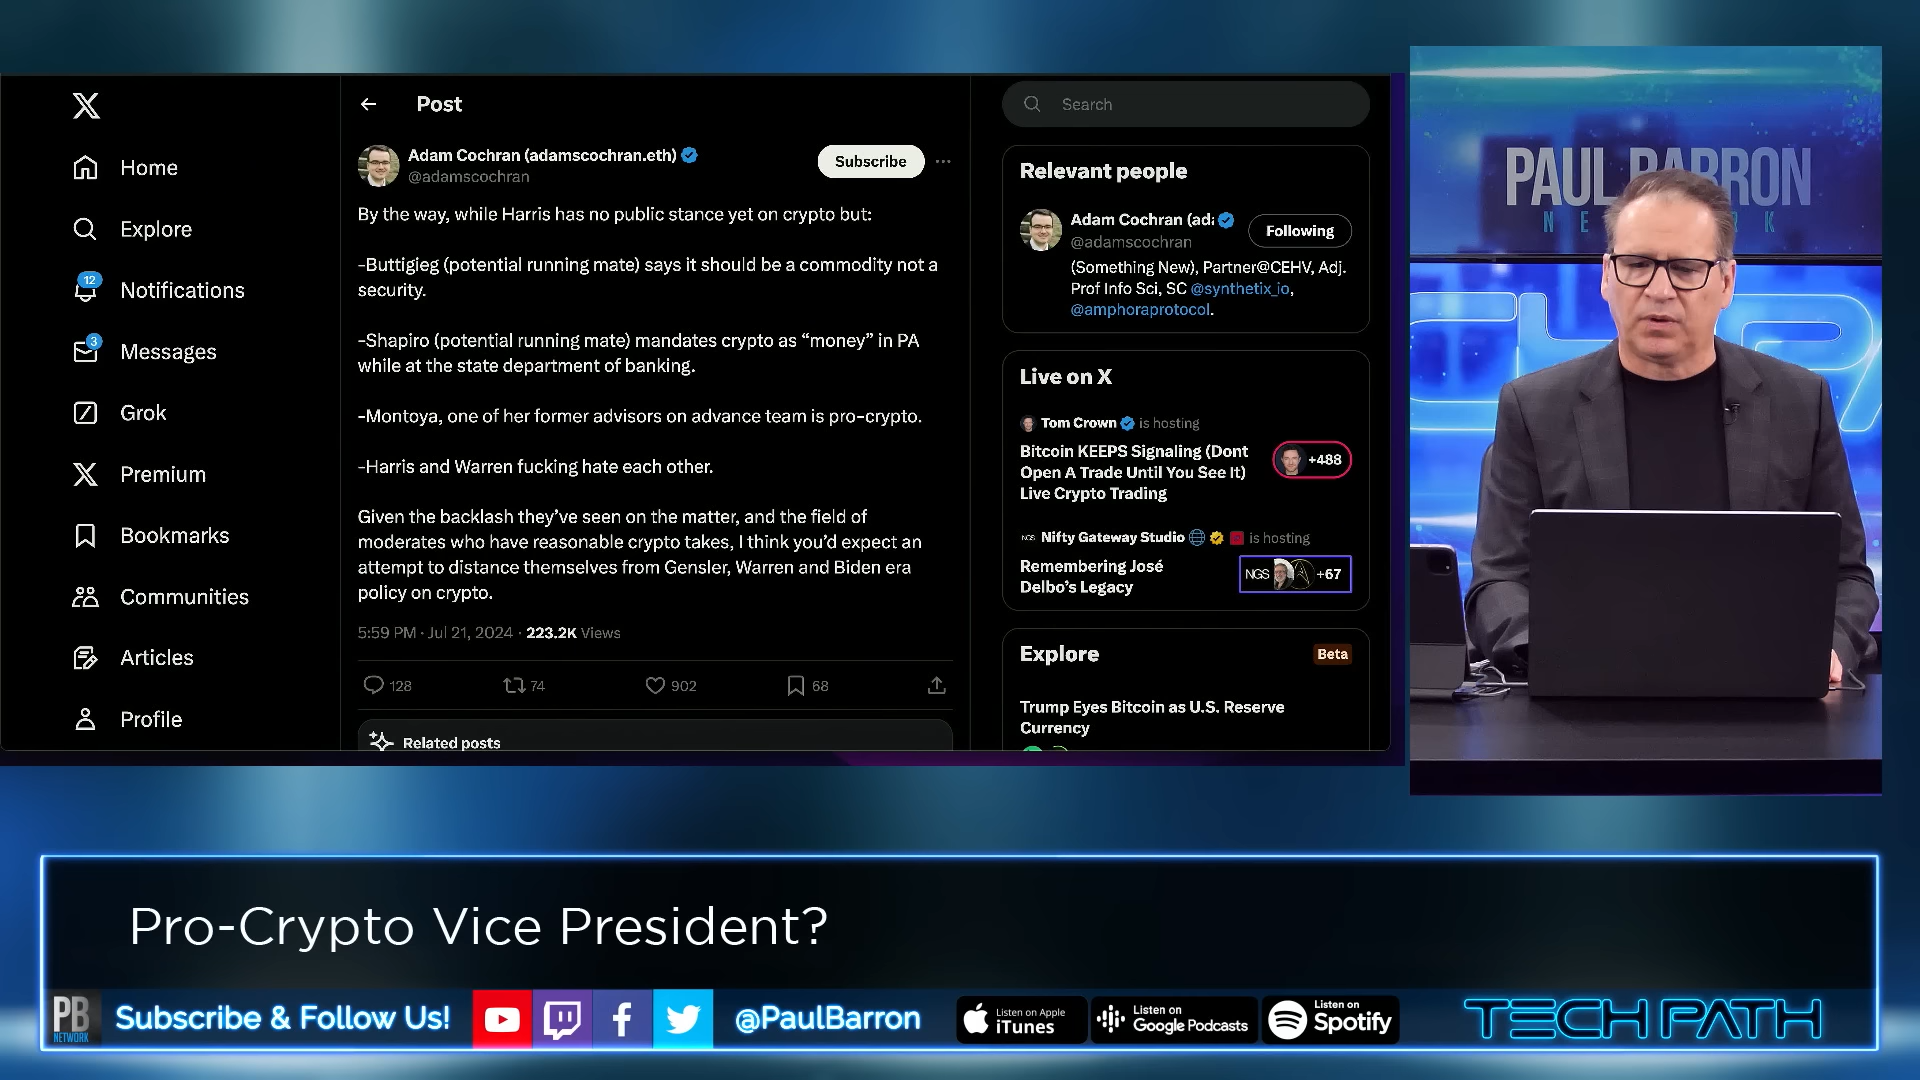 Home
Explore
12
Notifications
3
Messages
Grok
Premium
Bookmarks
Communities
Articles
Profile
Post
Adam Cochran (adamscochran.eth)
@adamscochran
Subscribe
By the way, while Harris has no public stance yet on crypto but:
-Buttigieg (potential running mate) says it should be a commodity not a
security.
-Shapiro (potential running mate) mandates crypto as “money” in PA
while at the state department of banking.
-Montoya, one of her former advisors on advance team is pro-crypto.
-Harris and Warren fucking hate each other.
Given the backlash they’ve seen on the matter, and the field of
moderates who have reasonable crypto takes, I think you’d expect an
attempt to distance themselves from Gensler, Warren and Biden era
policy on crypto.
5:59 PM · Jul 21, 2024 · 223.2K Views
128 74 902 68
Related posts
Search
Relevant people
Adam Cochran (ad
@adamscochran
Following
(Something New), Partner@CEHV, Adj.
Prof Info Sci, SC @synthetix_io,
@amphoraprotocol.
Live on X
Tom Crown is hosting
Bitcoin KEEPS Signaling (Dont
Open A Trade Until You See It)
Live Crypto Trading
+488
NGS Nifty Gateway Studio is hosting
Remembering José
Delbo’s Legacy
NGS +67
Explore
Beta
Trump Eyes Bitcoin as U.S. Reserve
Currency
PAUL BARRON
Pro-Crypto Vice President?
PB
NETWORK
Subscribe & Follow Us!
@PaulBarron
Listen on Apple
iTunes
Listen on
Google Podcasts
Listen on
Spotify
TECH PATH